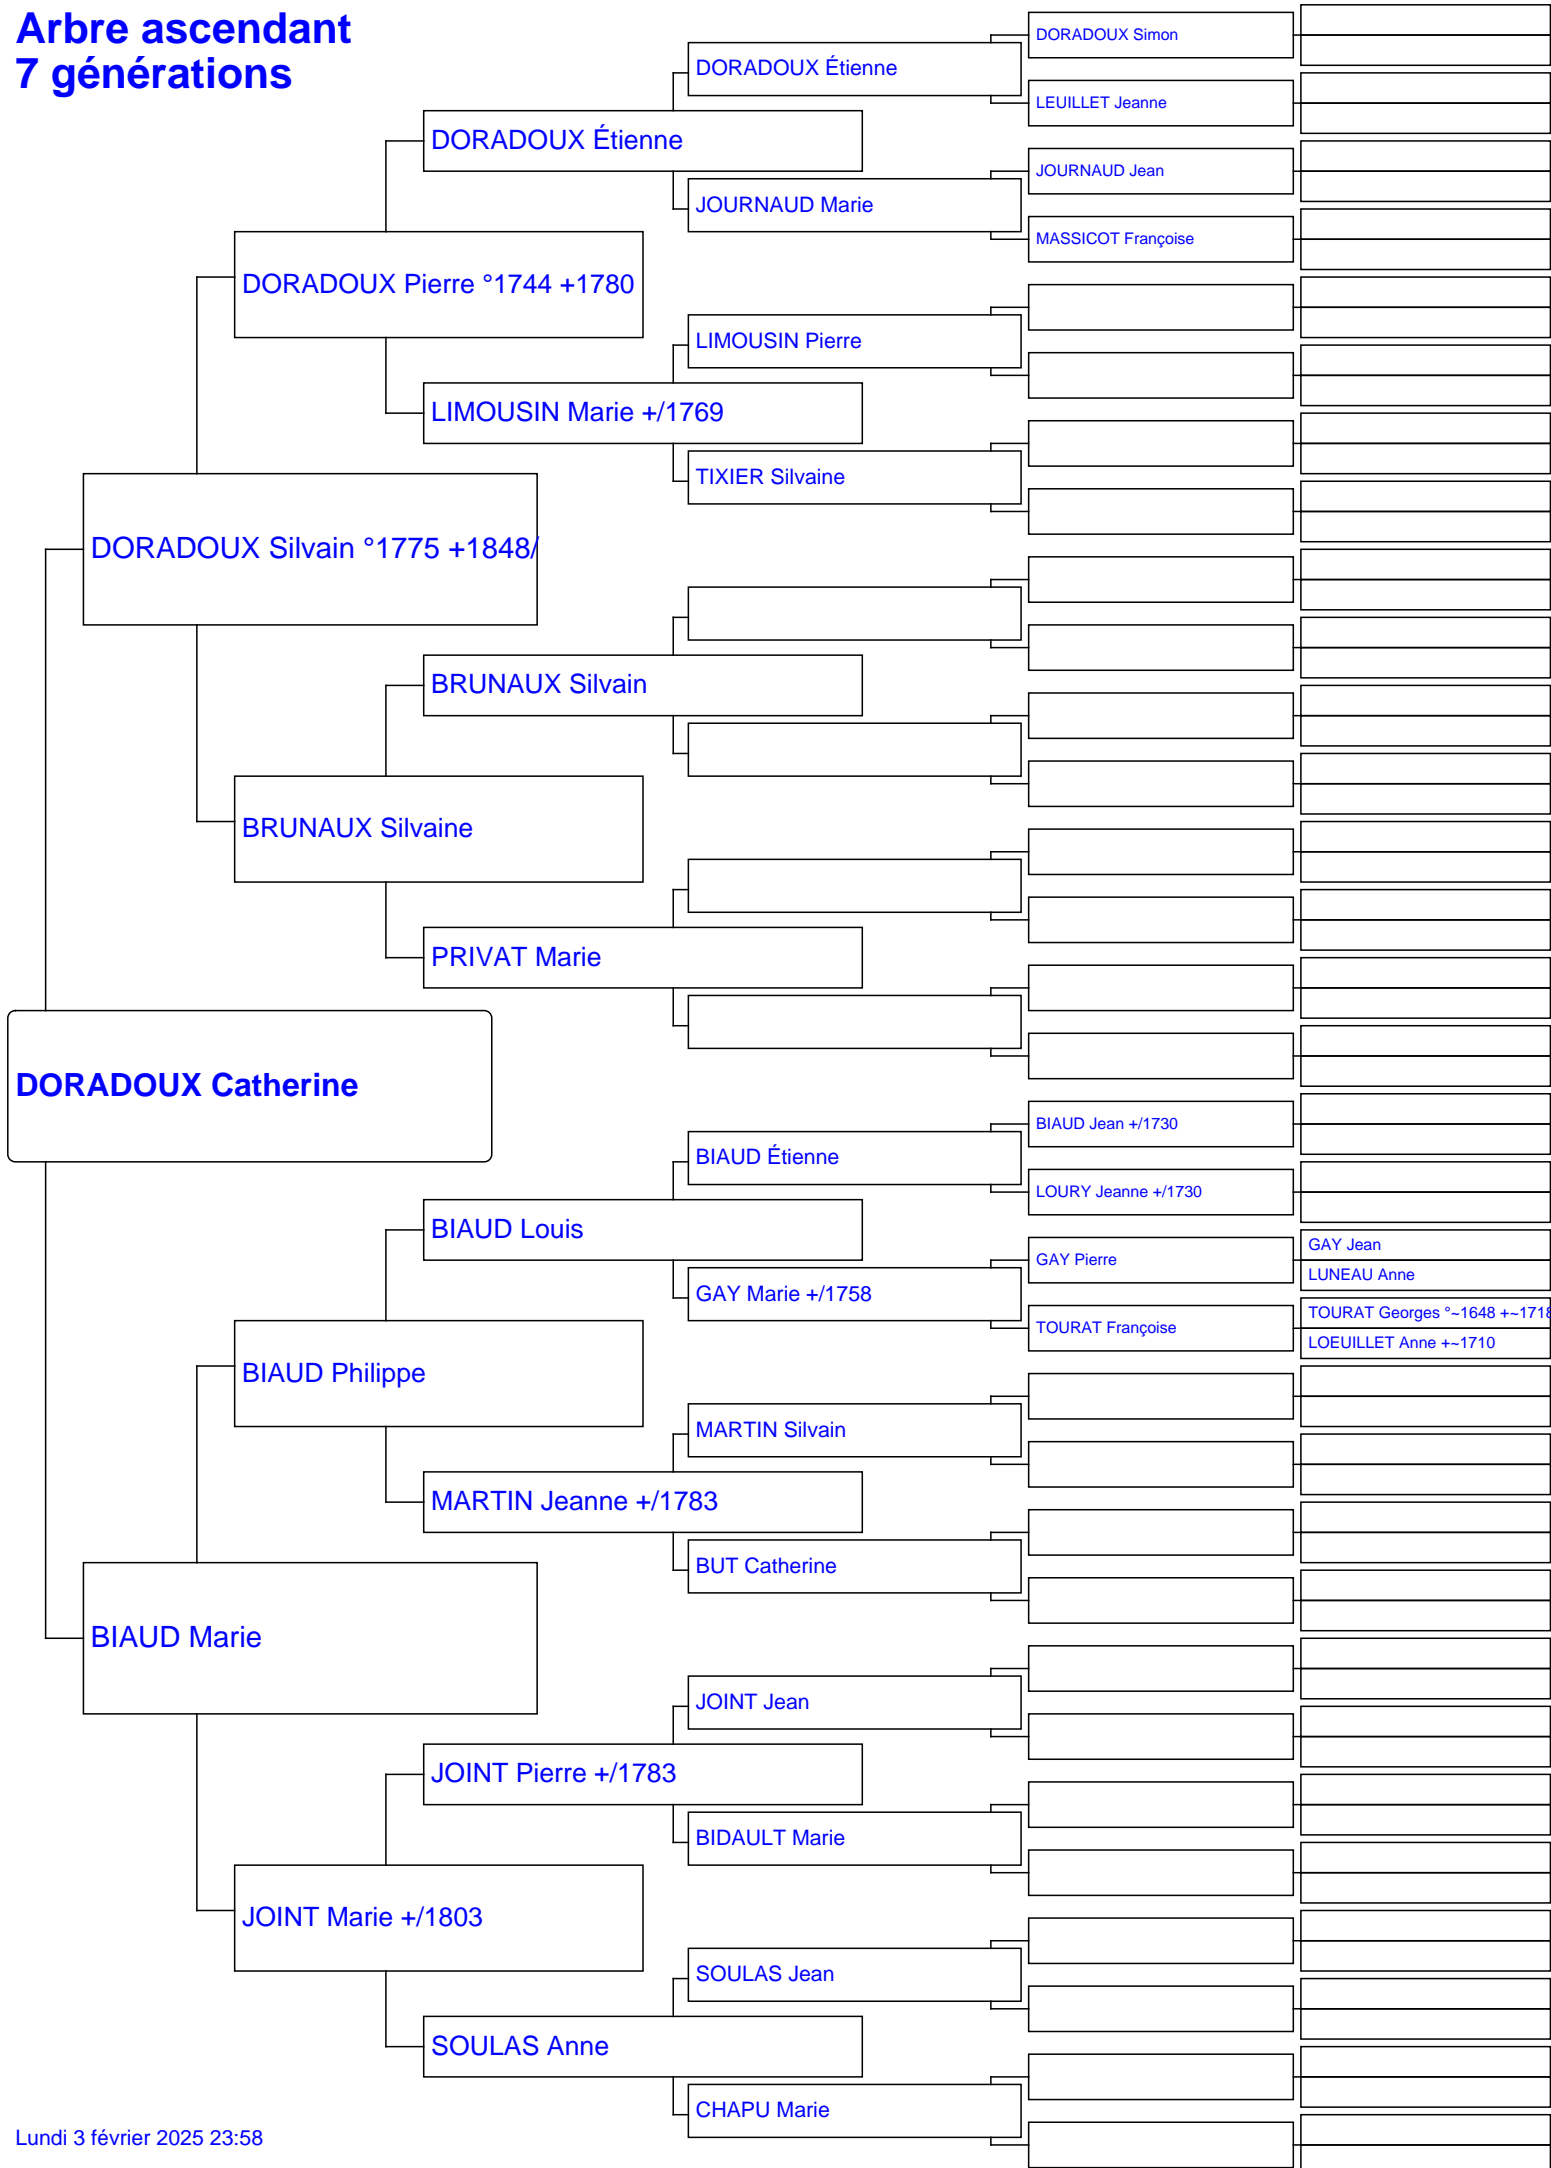 Arbre ascendant
7 générations
DORADOUX Simon
DORADOUX Étienne
LEUILLET Jeanne
DORADOUX Étienne
JOURNAUD Jean
JOURNAUD Marie
MASSICOT Françoise
DORADOUX Pierre °1744 +1780
LIMOUSIN Pierre
LIMOUSIN Marie +/1769
TIXIER Silvaine
DORADOUX Silvain °1775 +1848/
BRUNAUX Silvain
BRUNAUX Silvaine
PRIVAT Marie
DORADOUX Catherine
BIAUD Jean +/1730
BIAUD Étienne
LOURY Jeanne +/1730
BIAUD Louis
GAY Jean
GAY Pierre
LUNEAU Anne
GAY Marie +/1758
TOURAT Georges °~1648 +~1718
TOURAT Françoise
LOEUILLET Anne +~1710
BIAUD Philippe
MARTIN Silvain
MARTIN Jeanne +/1783
BUT Catherine
BIAUD Marie
JOINT Jean
JOINT Pierre +/1783
BIDAULT Marie
JOINT Marie +/1803
SOULAS Jean
SOULAS Anne
CHAPU Marie
Lundi 3 février 2025 23:58